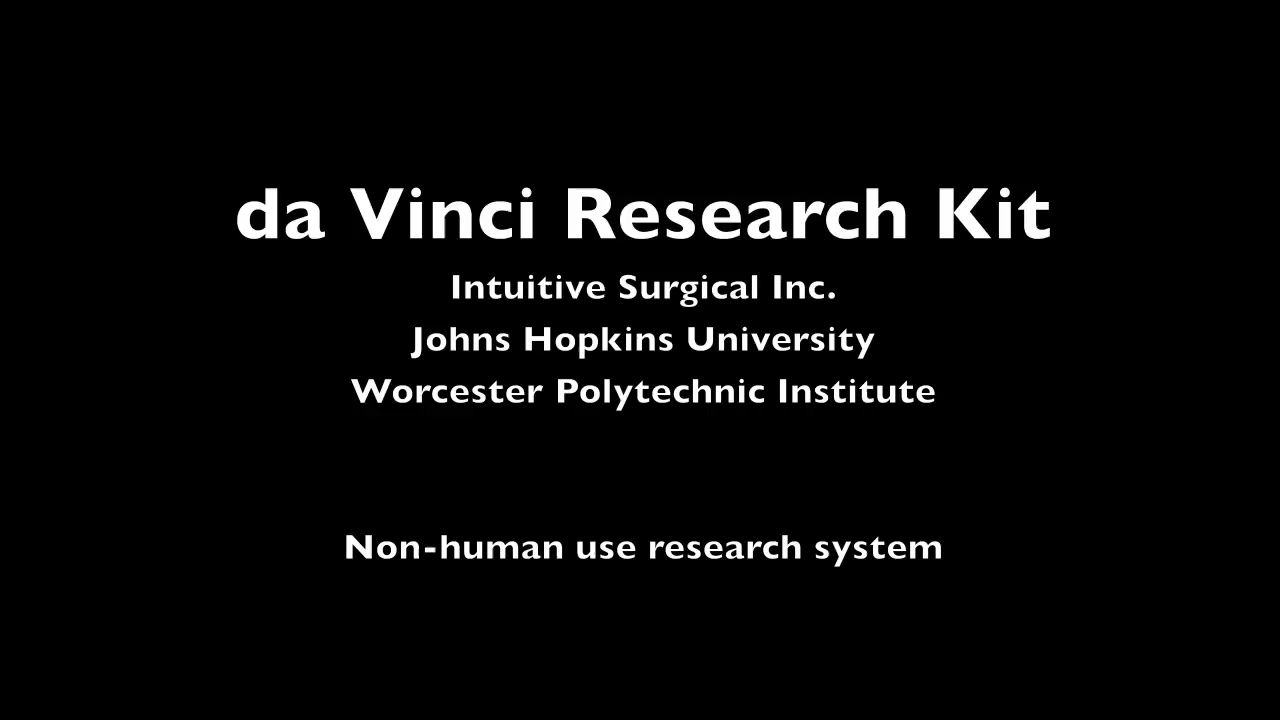 da Vinci Research Kit
Intuitive Surgical Inc.
Johns Hopkins University
Worcester Polytechnic Institute
Non-human use research system